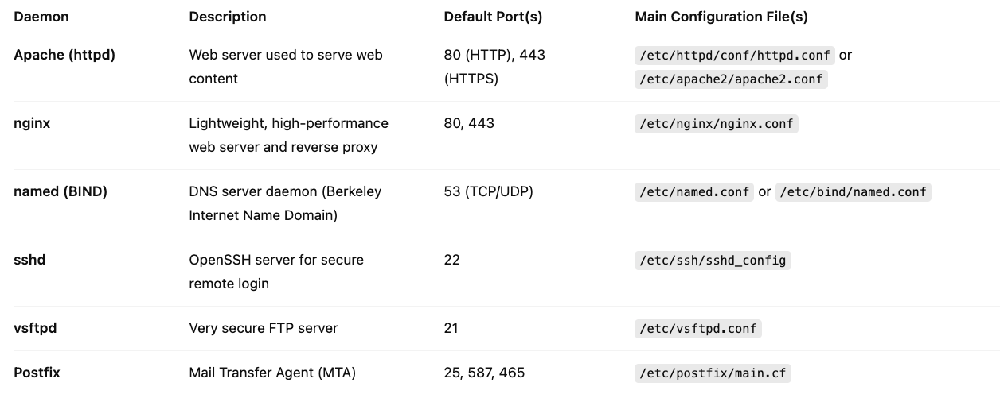 Daemon Description Default Port(s) Main Configuration File(s)
Apache (httpd) Web server used to serve web 80 (HTTP), 443 /etc/httpd/conf/httpd.conf or
content (HTTPS) /etc/apache2/apache2.conf
nginx Lightweight, high-performance 80, 443 /etc/nginx/nginx.conf
web server and reverse proxy
named (BIND) DNS server daemon (Berkeley 53 (TCP/UDP) /etc/named.conf or /etc/bind/named.conf
Internet Name Domain)
sshd OpenSSH server for secure 22 /etc/ssh/sshd_config
remote login
vsftpd Very secure FTP server 21 /etc/vsftpd.conf
Postfix Mail Transfer Agent (MTA) 25, 587, 465 /etc/postfix/main.cf